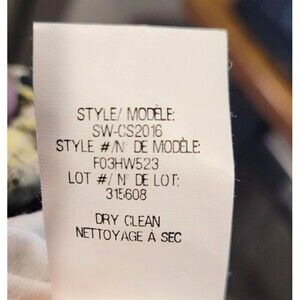 STYLE/ MODÈLE:
SW-CS2016
STYLE #/N° DE MODÈLE:
F03HW523
LOT #/ N° DE LOT:
315608
DRY CLEAN
NETTOYAGE À SEC